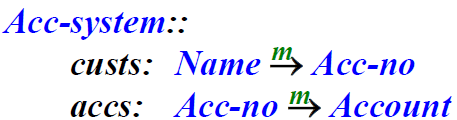 Acc-system::
custs: Name m⇒ Acc-no
accs: Acc-no m⇒ Account